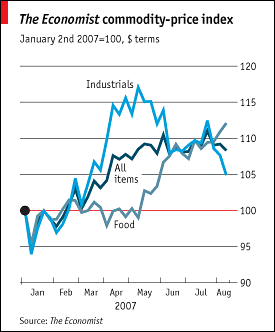 The Economist commodity-price index
January 2nd 2007=100, $ terms
120
Industrials
115
110
All
items
105
100
Food
95
90
Jan Feb Mar Apr May Jun Jul Aug
2007
Source: The Economist